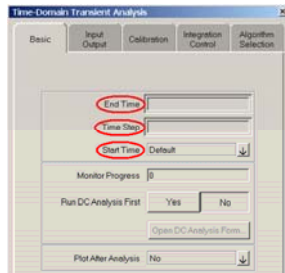 Time-Domain Transient Analysis
Basic
Input Output
Calibration
Integration Control
Algorithm Selection
End Time
Time Step
Start Time Default
Monitor Progress 0
Run DC Analysis First Yes No
Open DC Analysis Form...
Plot After Analysis No